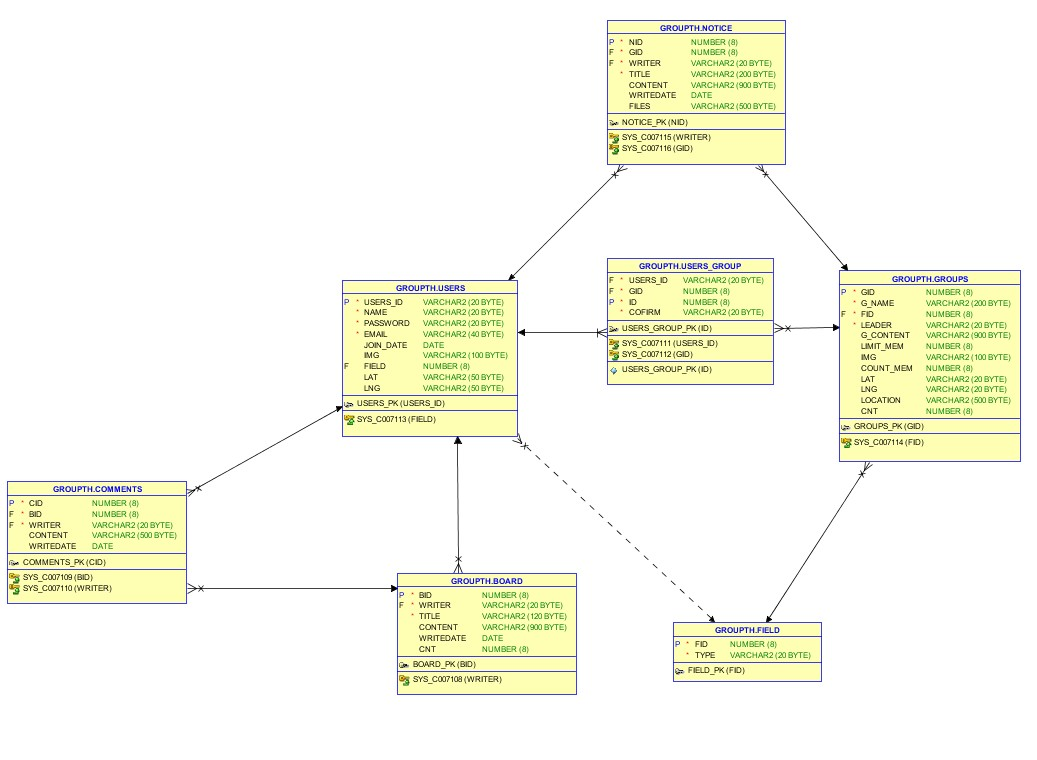 GROUPTH.NOTICE
P * NID NUMBER (8)
F * GID NUMBER (8)
F * WRITER VARCHAR2 (20 BYTE)
* TITLE VARCHAR2 (200 BYTE)
CONTENT VARCHAR2 (900 BYTE)
WRITEDATE DATE
FILES VARCHAR2 (500 BYTE)
NOTICE_PK (NID)
SYS_C007115 (WRITER)
SYS_C007116 (GID)
GROUPTH.USERS
P * USERS_ID VARCHAR2 (20 BYTE)
* NAME VARCHAR2 (20 BYTE)
* PASSWORD VARCHAR2 (20 BYTE)
* EMAIL VARCHAR2 (40 BYTE)
JOIN_DATE DATE
IMG VARCHAR2 (100 BYTE)
F FIELD NUMBER (8)
LAT VARCHAR2 (50 BYTE)
LNG VARCHAR2 (50 BYTE)
USERS_PK (USERS_ID)
SYS_C007113 (FIELD)
GROUPTH.USERS_GROUP
F * USERS_ID VARCHAR2 (20 BYTE)
F * GID NUMBER (8)
P * ID NUMBER (8)
* COFIRM VARCHAR2 (20 BYTE)
USERS_GROUP_PK (ID)
SYS_C007111 (USERS_ID)
SYS_C007112 (GID)
USERS_GROUP_PK (ID)
GROUPTH.GROUPS
P * GID NUMBER (8)
* G_NAME VARCHAR2 (200 BYTE)
F * FID NUMBER (8)
* LEADER VARCHAR2 (20 BYTE)
G_CONTENT VARCHAR2 (900 BYTE)
LIMIT_MEM NUMBER (8)
IMG VARCHAR2 (100 BYTE)
COUNT_MEM NUMBER (8)
LAT VARCHAR2 (20 BYTE)
LNG VARCHAR2 (20 BYTE)
LOCATION VARCHAR2 (500 BYTE)
CNT NUMBER (8)
GROUPS_PK (GID)
SYS_C007114 (FID)
GROUPTH.COMMENTS
P * CID NUMBER (8)
F * BID NUMBER (8)
F * WRITER VARCHAR2 (20 BYTE)
CONTENT VARCHAR2 (500 BYTE)
WRITEDATE DATE
COMMENTS_PK (CID)
SYS_C007109 (BID)
SYS_C007110 (WRITER)
GROUPTH.BOARD
P * BID NUMBER (8)
F * WRITER VARCHAR2 (20 BYTE)
* TITLE VARCHAR2 (120 BYTE)
CONTENT VARCHAR2 (900 BYTE)
WRITEDATE DATE
CNT NUMBER (8)
BOARD_PK (BID)
SYS_C007108 (WRITER)
GROUPTH.FIELD
P * FID NUMBER (8)
* TYPE VARCHAR2 (20 BYTE)
FIELD_PK (FID)